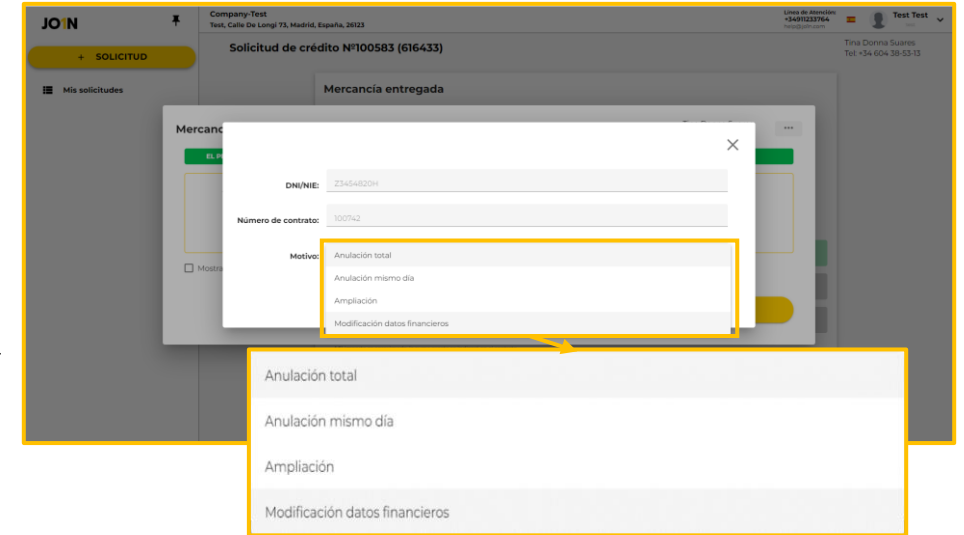 JO1N
Company-Test
Test, Calle De Longi 73, Madrid, España, 26123
Línea de Atención:
+34911233764
Test Test
+ SOLICITUD
Mis solicitudes
Solicitud de crédito Nº100583 (616433)
Tina Donna Suares
Tel: +34 604 38-53-13
Mercancía entregada
Mercanc
EL P
DNI/NIE: Z3454820H
Número de contrato: 100742
Motivo: Anulación total
Anulación mismo día
Ampliación
Modificación datos financieros
Mostra
Anulación total
Anulación mismo día
Ampliación
Modificación datos financieros